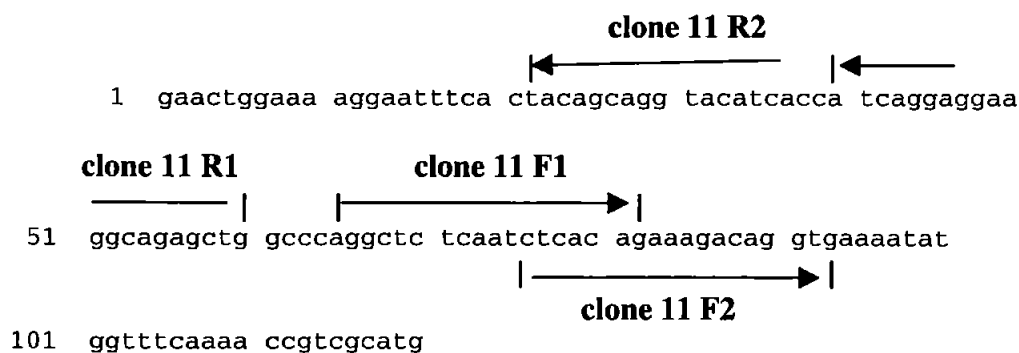 clone 11 R2
1 gaactggaaa aggaatttca ctacagcagg tacatcacca tcaggaggaa
clone 11 R1 clone 11 F1
51 ggcagagctg gcccaggctc tcaatctcac agaaagacag gtgaaaatat
clone 11 F2
101 ggtttcaaaa ccgtcgcatg